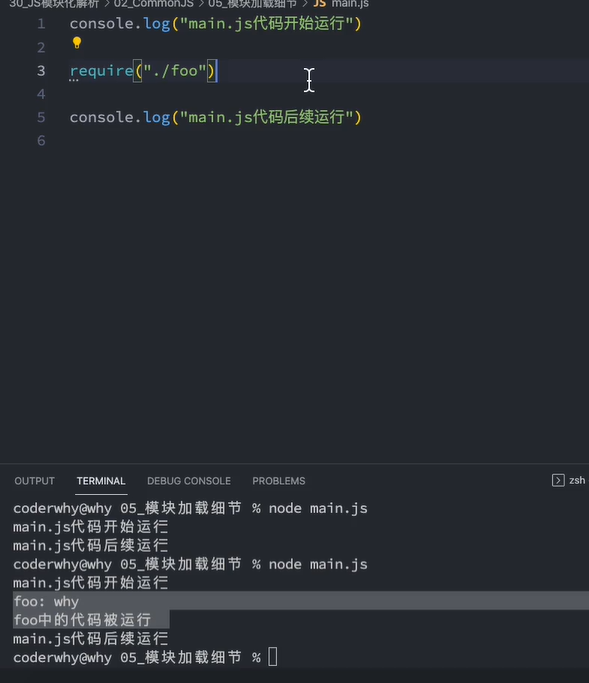 30_JS模块化解析 > 02_CommonJS > 05_模块加载细节 > JS main.js
1 console.log("main.js代码开始运行")
2
3 require("./foo")
4
5 console.log("main.js代码后续运行")
6
OUTPUT TERMINAL DEBUG CONSOLE PROBLEMS zsh
coderwhy@why 05_模块加载细节 % node main.js
main.js代码开始运行
main.js代码后续运行
coderwhy@why 05_模块加载细节 % node main.js
main.js代码开始运行
foo: why
foo中的代码被运行
main.js代码后续运行
coderwhy@why 05_模块加载细节 %